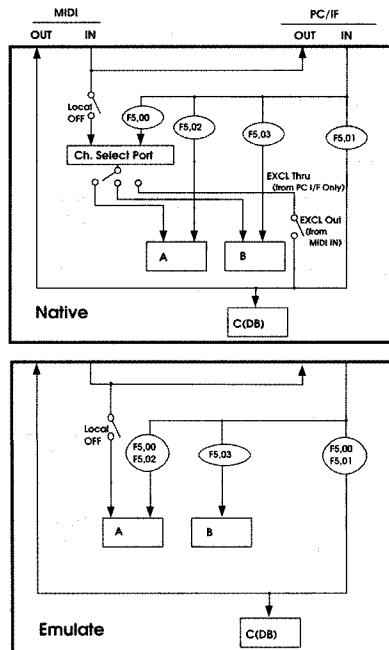 MIDI PC/IF
OUT IN OUT IN
Local
OFF
F5,00
F5,02
F5,03
F5,01
Ch. Select Port
EXCL Thru
(from PC I/F Only)
EXCL Out
(from
MIDI IN)
A B
C(DB)
Native
Local
OFF
F5,00
F5,02
F5,03
F5,00
F5,01
A B
C(DB)
Emulate